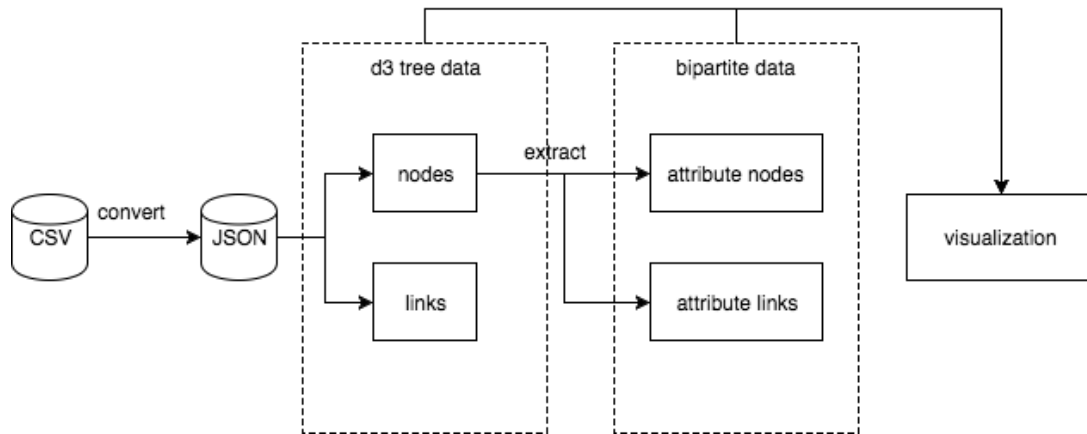 d3 tree data
bipartite data
nodes
extract
attribute nodes
CSV
convert
JSON
visualization
links
attribute links